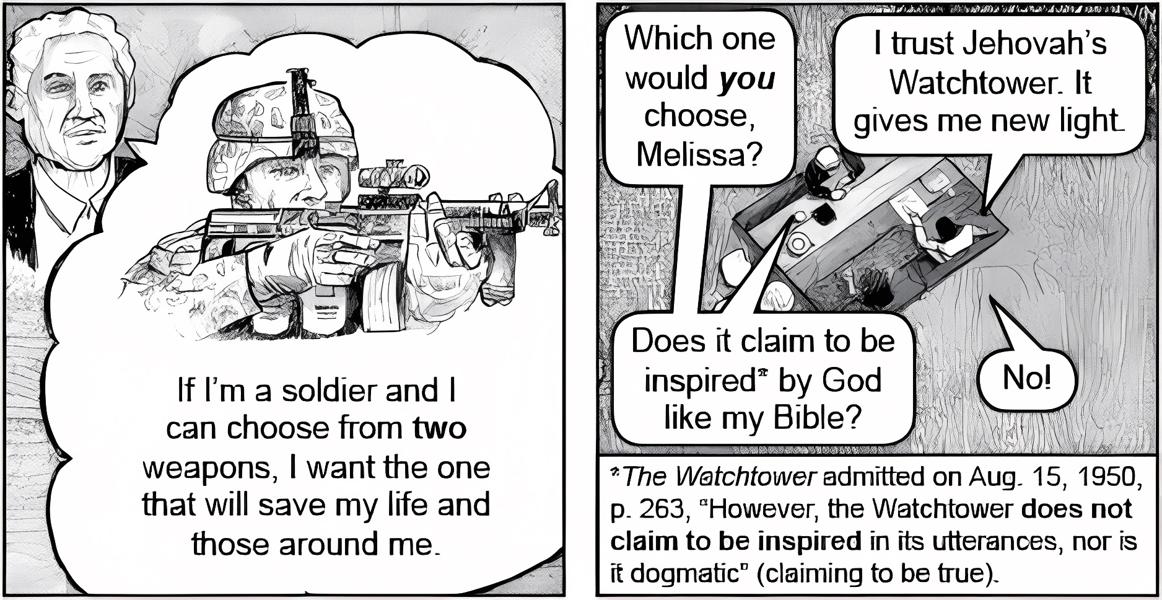 If I'm a soldier and I
can choose from two
weapons, I want the one
that will save my life and
those around me.
Which one
would you
choose,
Melissa?
I trust Jehovah's
Watchtower. It
gives me new light.
Does it claim to be
inspired* by God
like my Bible?
No!
*The Watchtower admitted on Aug. 15, 1950,
p. 263, "However, the Watchtower does not
claim to be inspired in its utterances, nor is
it dogmatic" (claiming to be true).